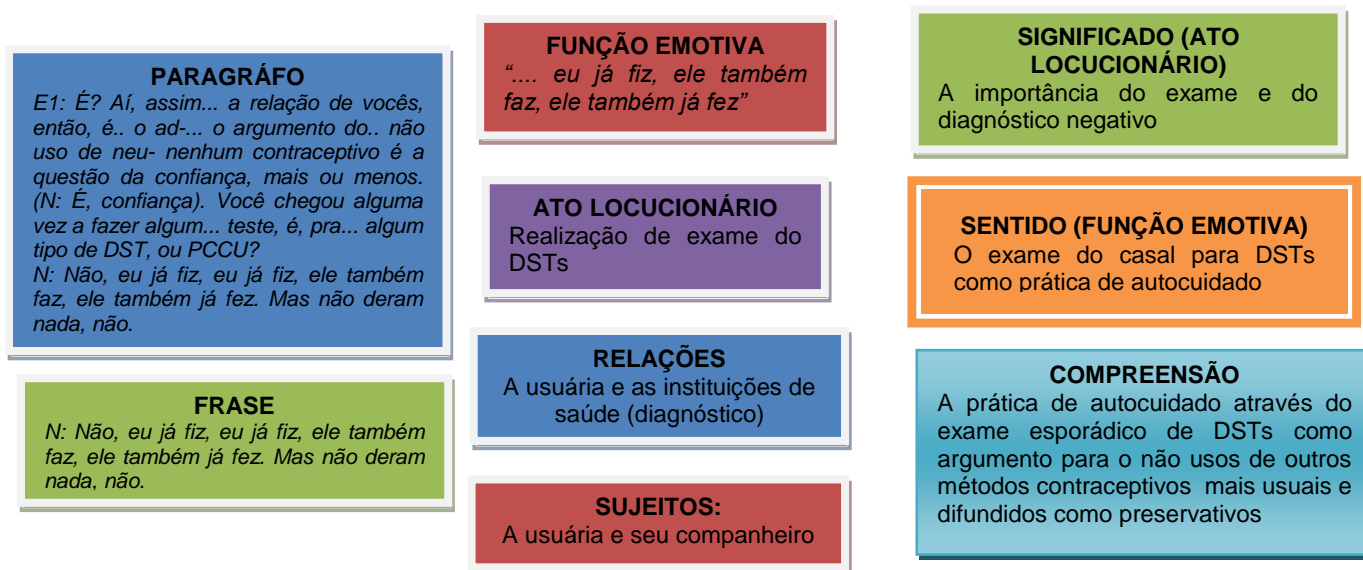 PARAGRÁFO
E1: É? Aí, assim... a relação de vocês,
então, é.. o ad-... o argumento do.. não
uso de neu- nenhum contraceptivo é a
questão da confiança, mais ou menos.
(N: É, confiança). Você chegou alguma
vez a fazer algum... teste, é, pra... algum
tipo de DST, ou PCCU?
N: Não, eu já fiz, eu já fiz, ele também
faz, ele também já fez. Mas não deram
nada, não.
FRASE
N: Não, eu já fiz, eu já fiz, ele também
faz, ele também já fez. Mas não deram
nada, não.
FUNÇÃO EMOTIVA
“.... eu já fiz, ele também
faz, ele também já fez”
ATO LOCUCIONÁRIO
Realização de exame do
DSTs
RELAÇÕES
A usuária e as instituições de
saúde (diagnóstico)
SUJEITOS:
A usuária e seu companheiro
SIGNIFICADO (ATO
LOCUCIONÁRIO)
A importância do exame e do
diagnóstico negativo
SENTIDO (FUNÇÃO EMOTIVA)
O exame do casal para DSTs
como prática de autocuidado
COMPREENSÃO
A prática de autocuidado através do
exame esporádico de DSTs como
argumento para o não usos de outros
métodos contraceptivos mais usuais e
difundidos como preservativos